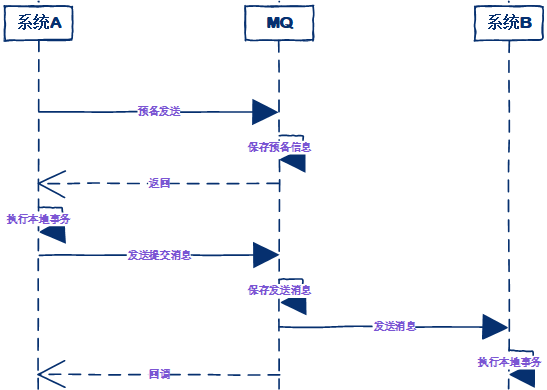 系统A
MQ
系统B
预备发送
保存预备信息
返回
执行本地事务
发送提交消息
保存发送消息
发送消息
执行本地事务
回调